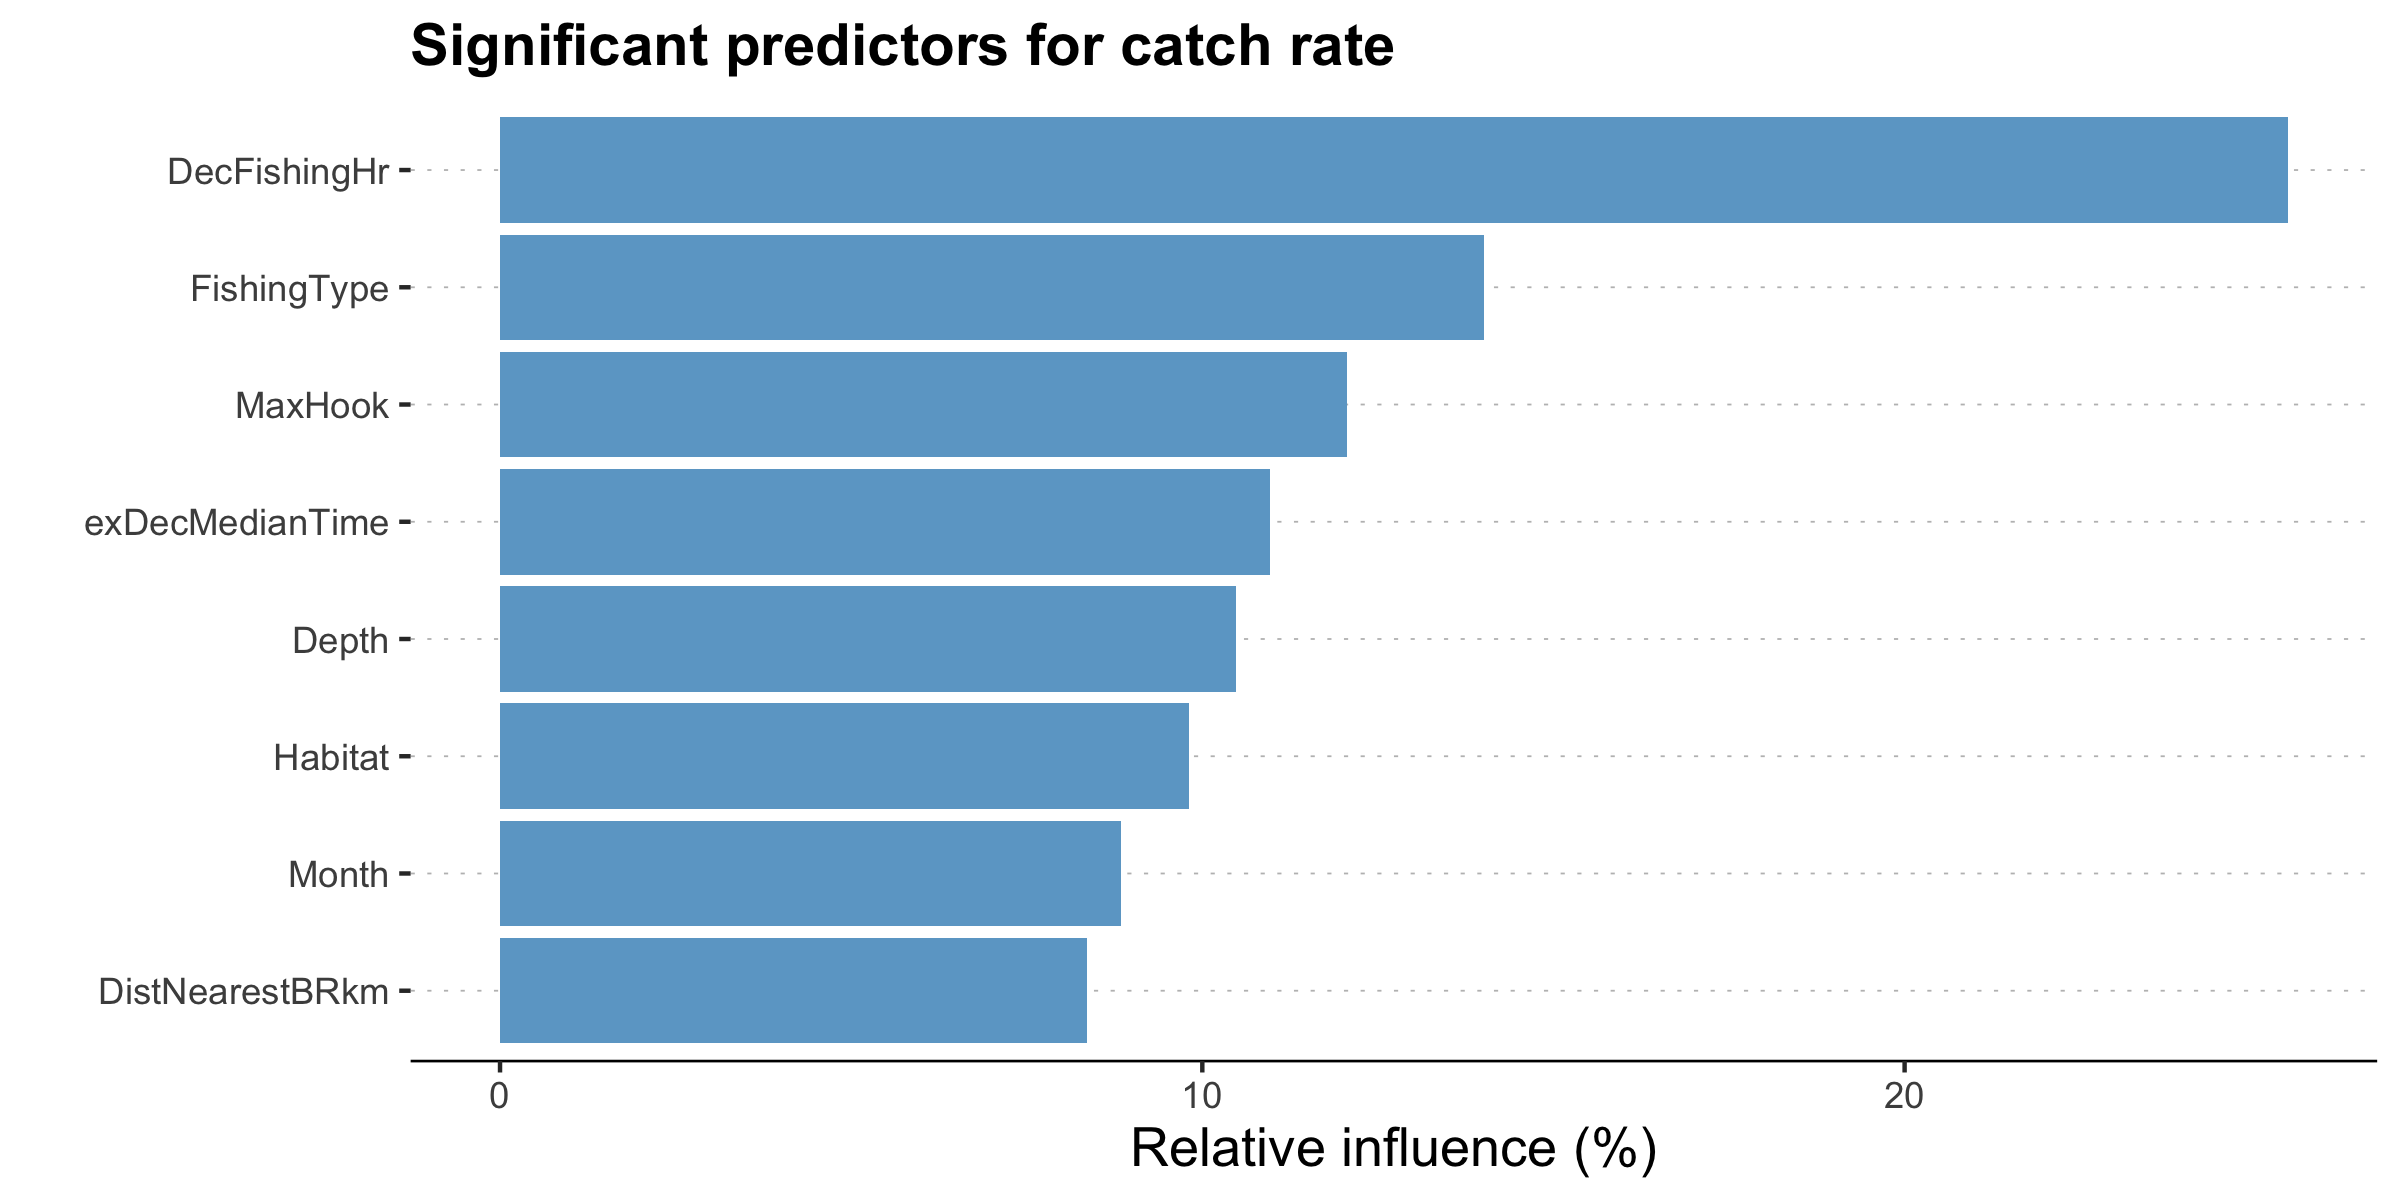 Significant predictors for catch rate
DecFishingHr
FishingType
MaxHook
exDecMedianTime
Depth
Habitat
Month
DistNearestBRkm
0 10 20
Relative influence (%)